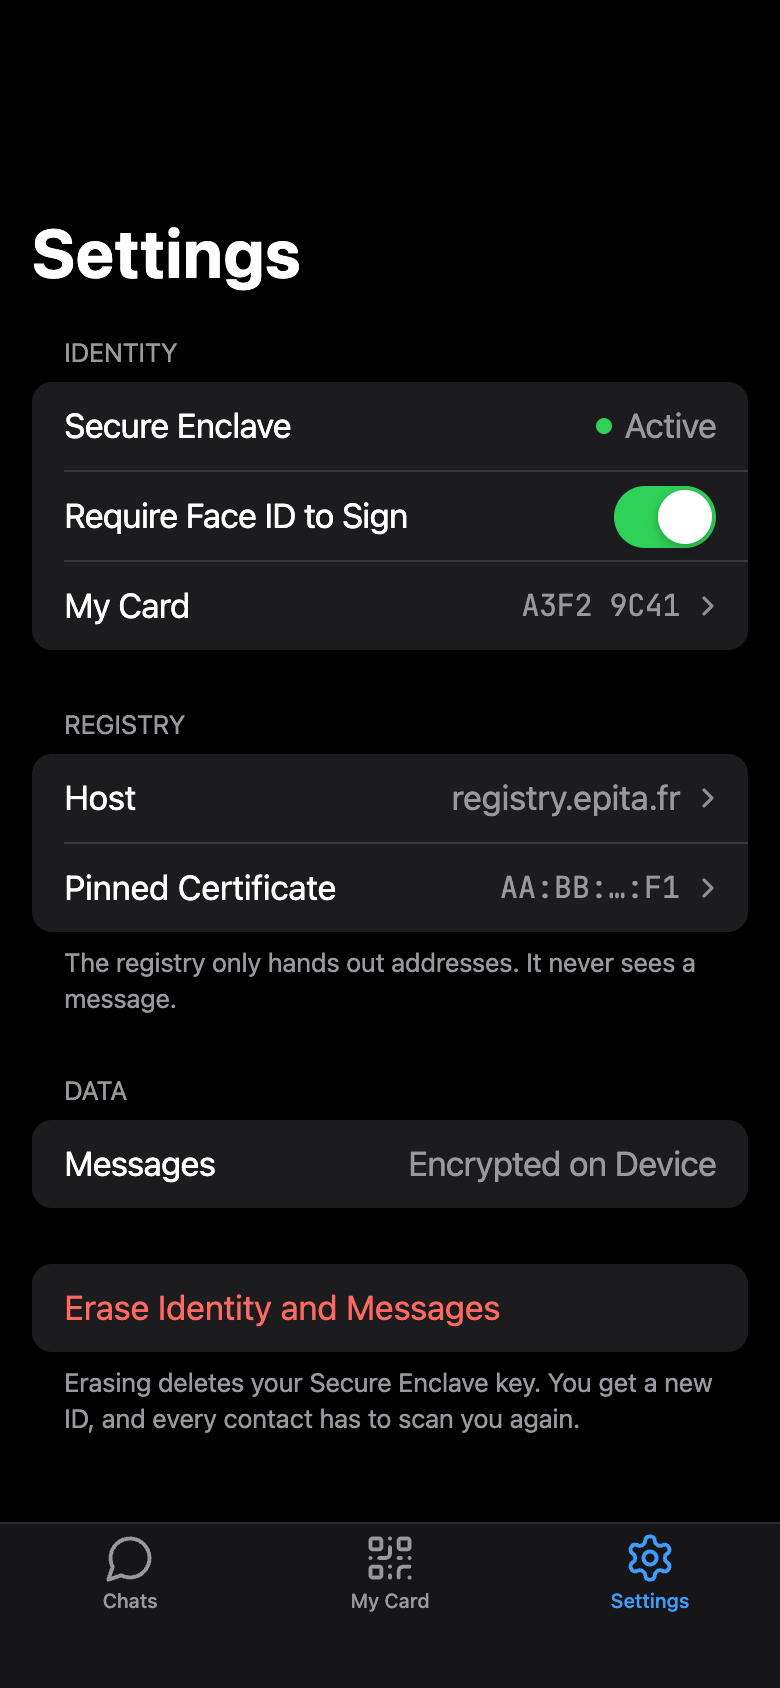 Settings
IDENTITY
Secure Enclave Active
Require Face ID to Sign
My Card A3F2 9C41
REGISTRY
Host registry.epita.fr
Pinned Certificate AA:BB:…:F1
The registry only hands out addresses. It never sees a
message.
DATA
Messages Encrypted on Device
Erase Identity and Messages
Erasing deletes your Secure Enclave key. You get a new
ID, and every contact has to scan you again.
Chats My Card Settings